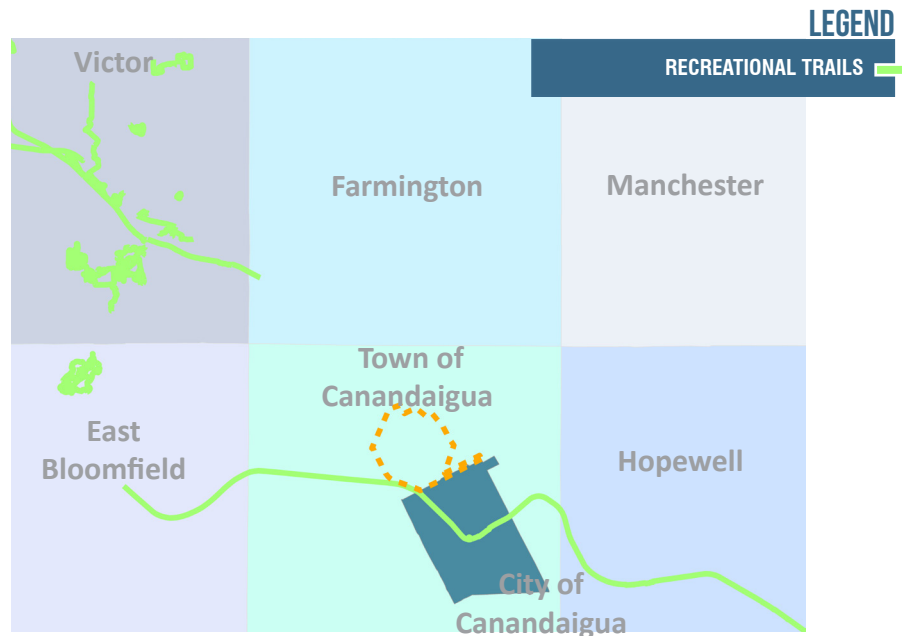 LEGEND
RECREATIONAL TRAILS
Victor
Farmington
Manchester
Town of
Canandaigua
East
Bloomfield
Hopewell
City of
Canandaigua